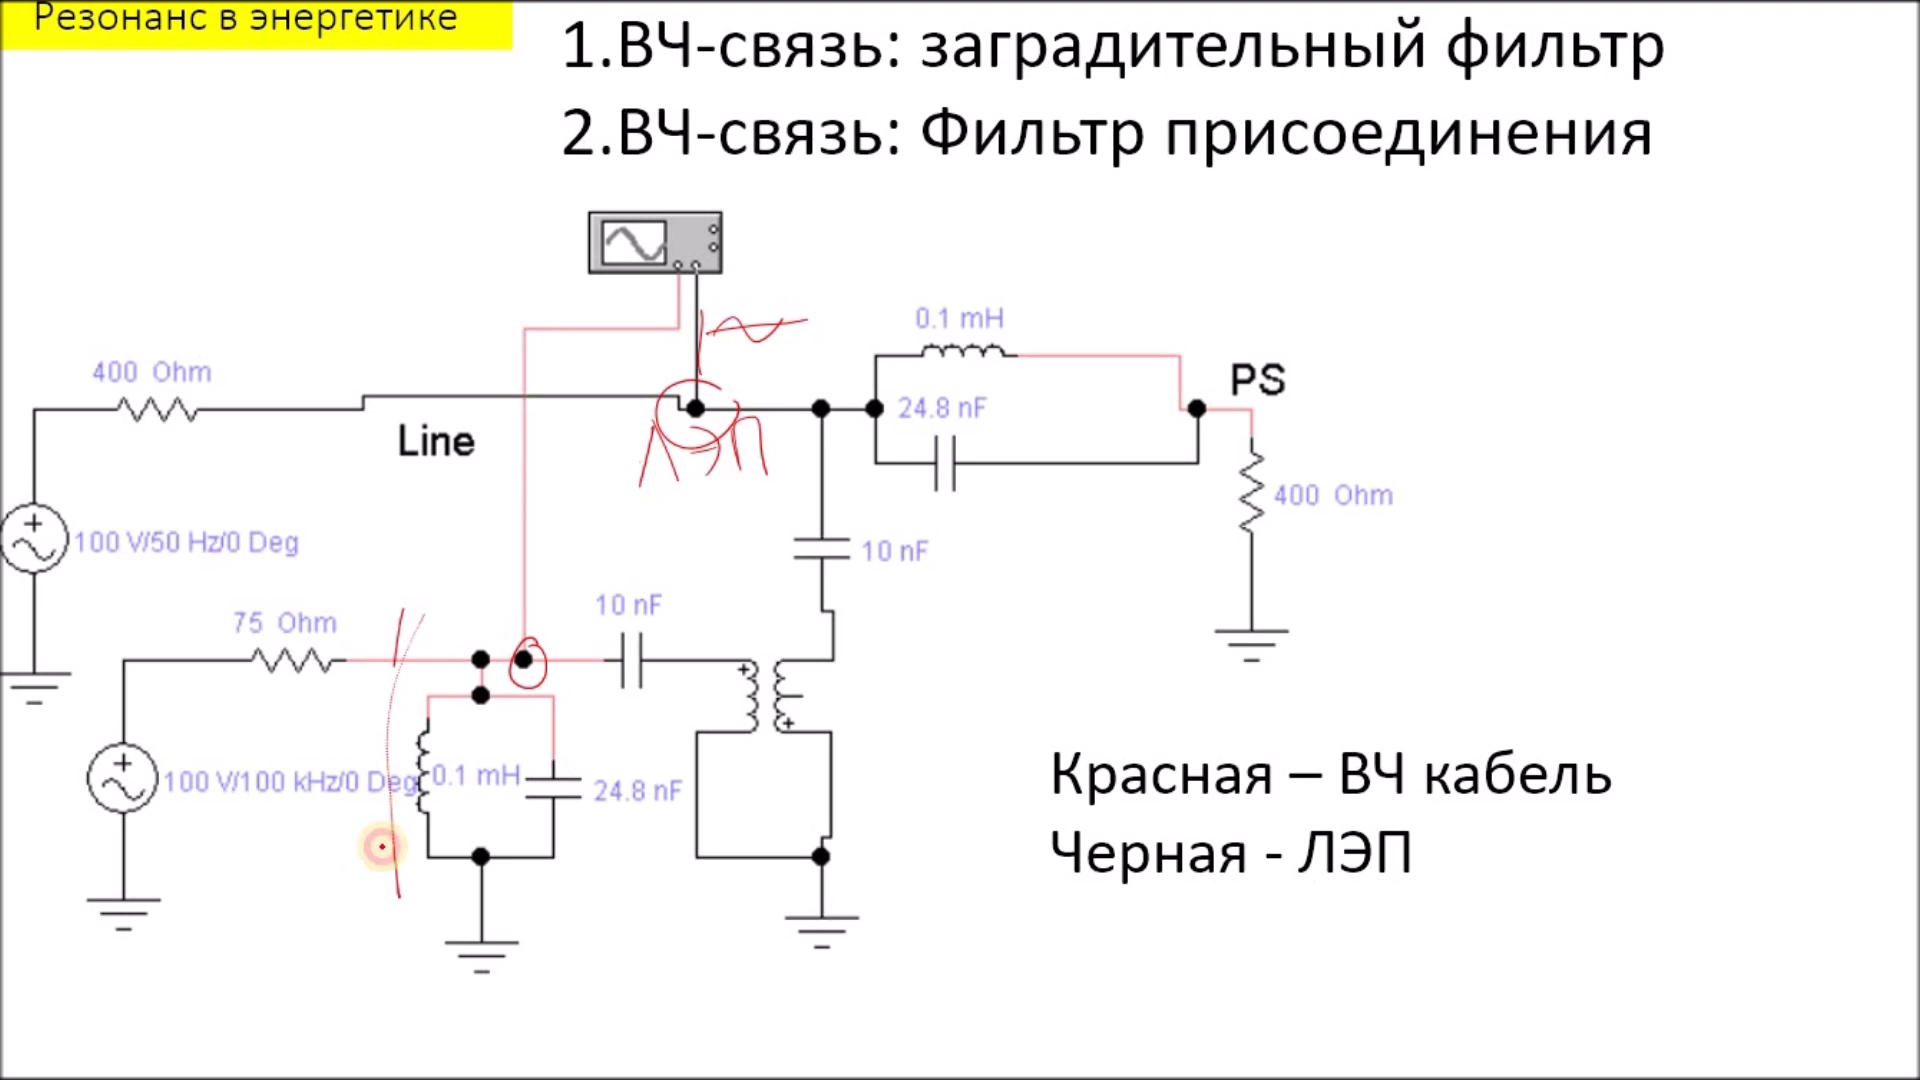 Резонанс в энергетике
1.ВЧ-связь: заградительный фильтр
2.ВЧ-связь: Фильтр присоединения
0.1 mH
400 Ohm
PS
24.8 nF
Line
ЛЭП
400 Ohm
100 V/50 Hz/0 Deg
10 nF
10 nF
75 Ohm
100 V/100 kHz/0 Deg
0.1 mH
24.8 nF
Красная – ВЧ кабель
Черная - ЛЭП